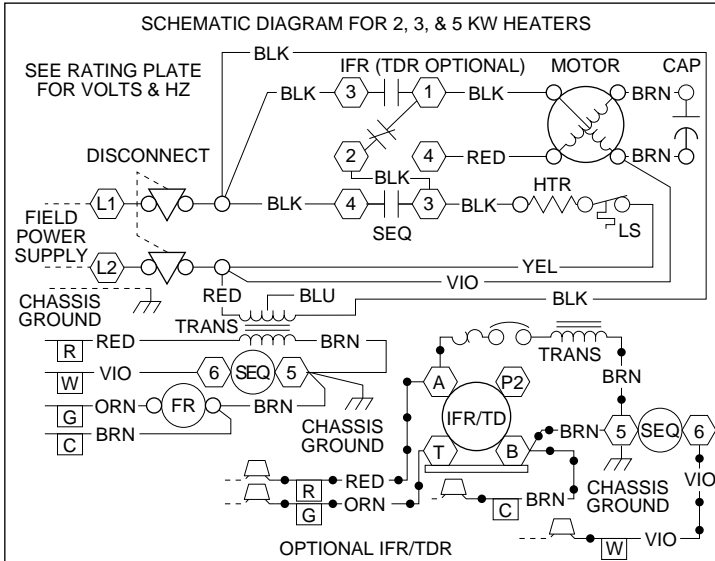 SCHEMATIC DIAGRAM FOR 2, 3, & 5 KW HEATERS
BLK
SEE RATING PLATE
FOR VOLTS & HZ
IFR (TDR OPTIONAL)
MOTOR
CAP
BLK
3
1
BLK
BRN
DISCONNECT
2
4
RED
BRN
BLK
L1
BLK
4
3
BLK
HTR
SEQ
LS
FIELD
POWER
SUPPLY
L2
YEL
VIO
RED
BLU
BLK
CHASSIS
GROUND
TRANS
RED
BRN
R
TRANS
VIO
6
SEQ
5
W
A
P2
BRN
ORN
FR
BRN
G
CHASSIS
GROUND
IFR/TD
BRN
C
T
B
BRN
5
SEQ
6
RED
R
CHASSIS
GROUND
VIO
ORN
G
BRN
C
OPTIONAL IFR/TDR
VIO
W